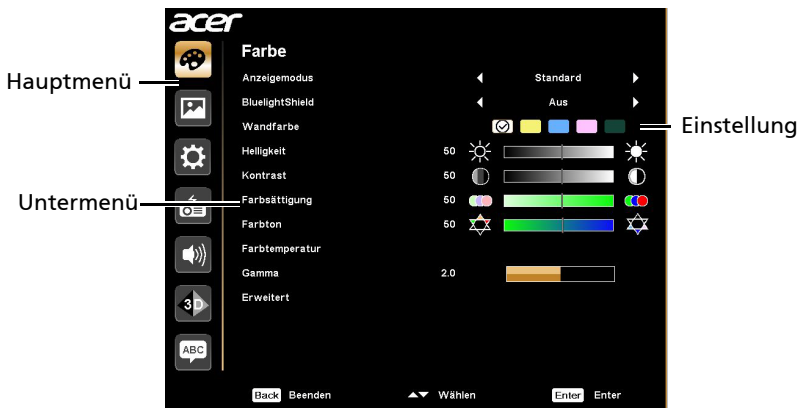 acer
Farbe
Hauptmenü
Anzeigemodus Standard
BluelightShield Aus
Wandfarbe
Einstellung
Helligkeit 50
Kontrast 50
Untermenü
Farbsättigung 50
Farbton 50
Farbtemperatur
Gamma 2.0
Erweitert
3D
ABC
Back Beenden Wählen Enter Enter